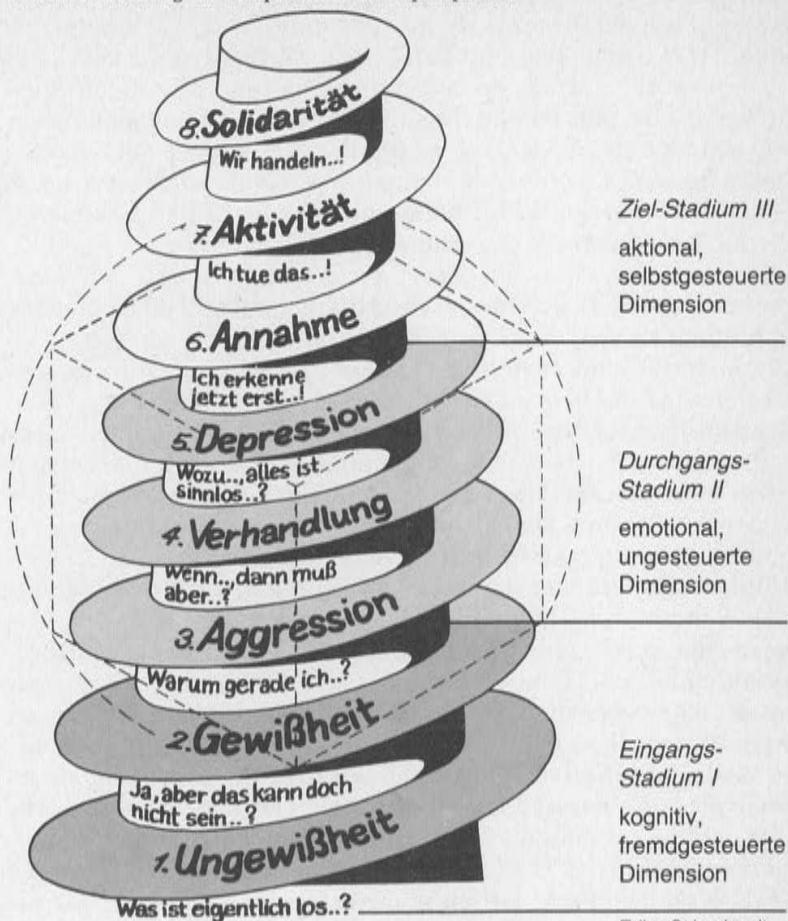 8. Solidarität
Wir handeln..!
7. Aktivität
Ich tue das..!
6. Annahme
Ich erkenne
jetzt erst..!
5. Depression
Wozu.., alles ist
sinnlos..?
4. Verhandlung
Wenn.., dann muß
aber..?
3. Aggression
Warum gerade ich..?
2. Gewißheit
Ja, aber das kann doch
nicht sein..?
1. Ungewißheit
Was ist eigentlich los..?
Ziel-Stadium III
aktional,
selbstgesteuerte
Dimension
Durchgangs-
Stadium II
emotional,
ungesteuerte
Dimension
Eingangs-
Stadium I
kognitiv,
fremdgesteuerte
Dimension